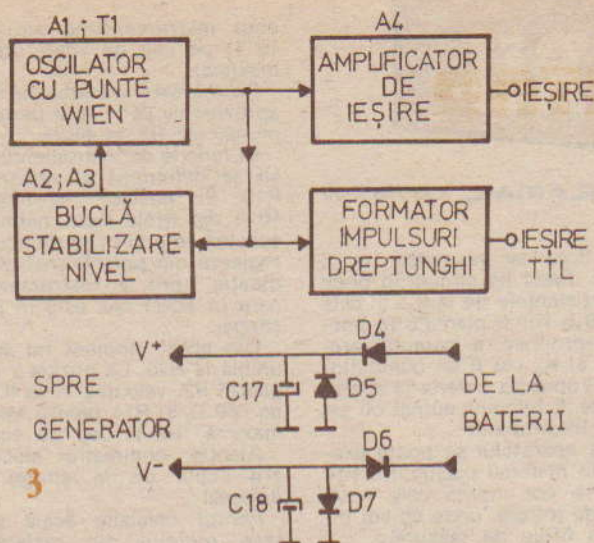 A1; T1
OSCILATOR
CU PUNTE
WIEN
A4
AMPLIFICATOR
DE
IEȘIRE
IEȘIRE
A2;A3
BUCLĂ
STABILIZARE
NIVEL
FORMATOR
IMPULSURI
DREPTUNGHI
IEȘIRE
TTL
V+
D4
SPRE
GENERATOR
C17
D5
DE LA
BATERII
D6
V-
C18
D7
3